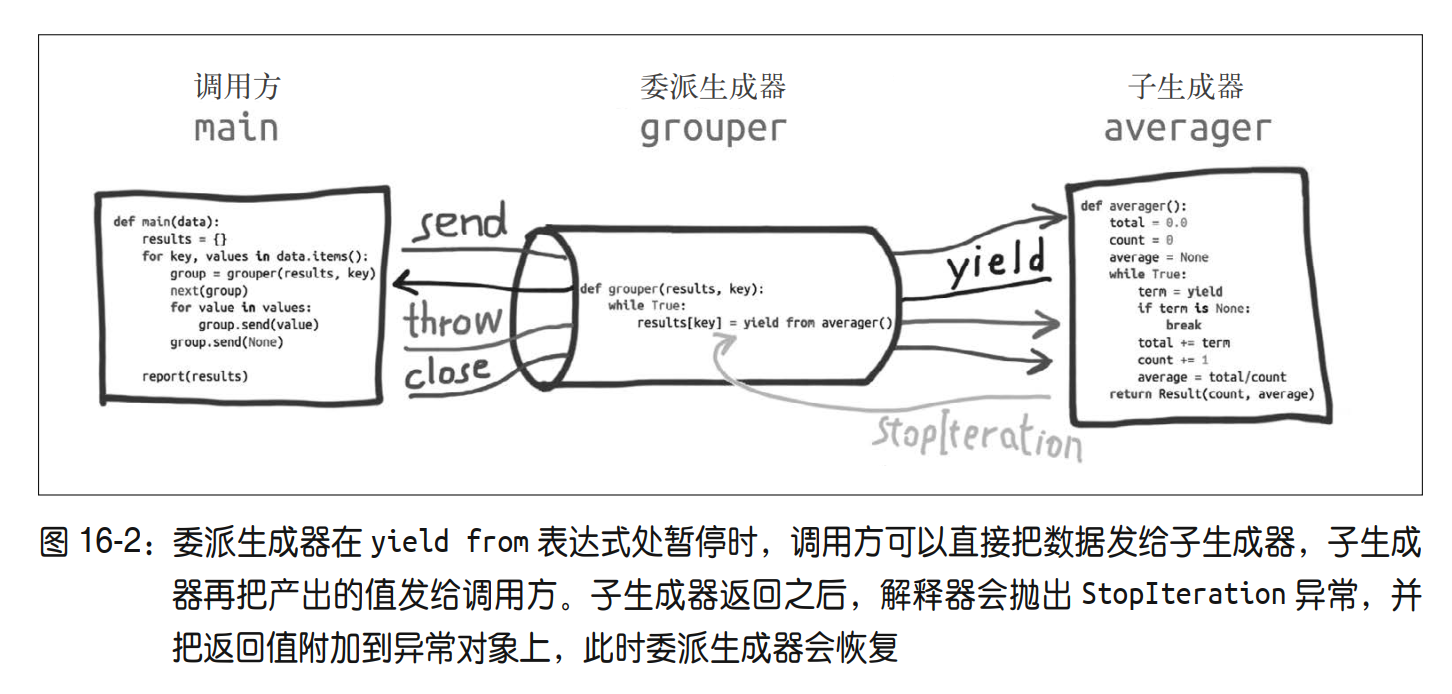 调用方
main
委派生成器
grouper
子生成器
averager
def main(data):
    results = {}
    for key, values in data.items():
        group = grouper(results, key)
        next(group)
        for value in values:
            group.send(value)
        group.send(None)

    report(results)
send
throw
close
def grouper(results, key):
    while True:
        results[key] = yield from averager()
yield
StopIteration
def averager():
    total = 0.0
    count = 0
    average = None
    while True:
        term = yield
        if term is None:
            break
        total += term
        count += 1
        average = total/count
    return Result(count, average)
图 16-2：委派生成器在 yield from 表达式处暂停时，调用方可以直接把数据发给子生成器，子生成
器再把产出的值发给调用方。子生成器返回之后，解释器会抛出 StopIteration 异常，并
把返回值附加到异常对象上，此时委派生成器会恢复